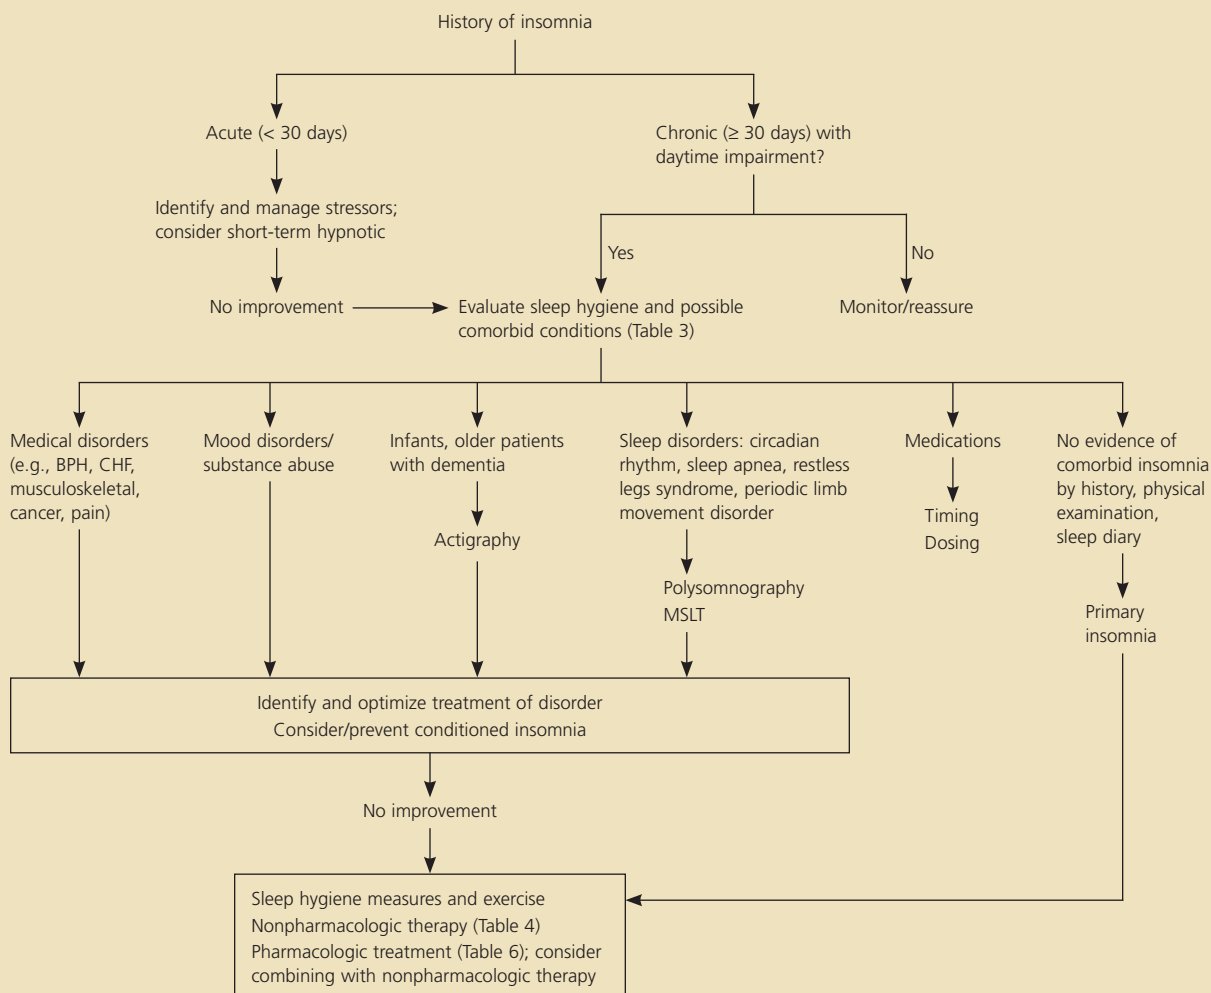 History of insomnia
Acute (< 30 days)
Chronic (≥ 30 days) with
daytime impairment?
Identify and manage stressors;
consider short-term hypnotic
Yes
No
No improvement
Evaluate sleep hygiene and possible
comorbid conditions (Table 3)
Monitor/reassure
Medical disorders
(e.g., BPH, CHF,
musculoskeletal,
cancer, pain)
Mood disorders/
substance abuse
Infants, older patients
with dementia
Actigraphy
Sleep disorders: circadian
rhythm, sleep apnea, restless
legs syndrome, periodic limb
movement disorder
Polysomnography
MSLT
Medications
Timing
Dosing
No evidence of
comorbid insomnia
by history, physical
examination,
sleep diary
Primary
insomnia
Identify and optimize treatment of disorder
Consider/prevent conditioned insomnia
No improvement
Sleep hygiene measures and exercise
Nonpharmacologic therapy (Table 4)
Pharmacologic treatment (Table 6); consider
combining with nonpharmacologic therapy